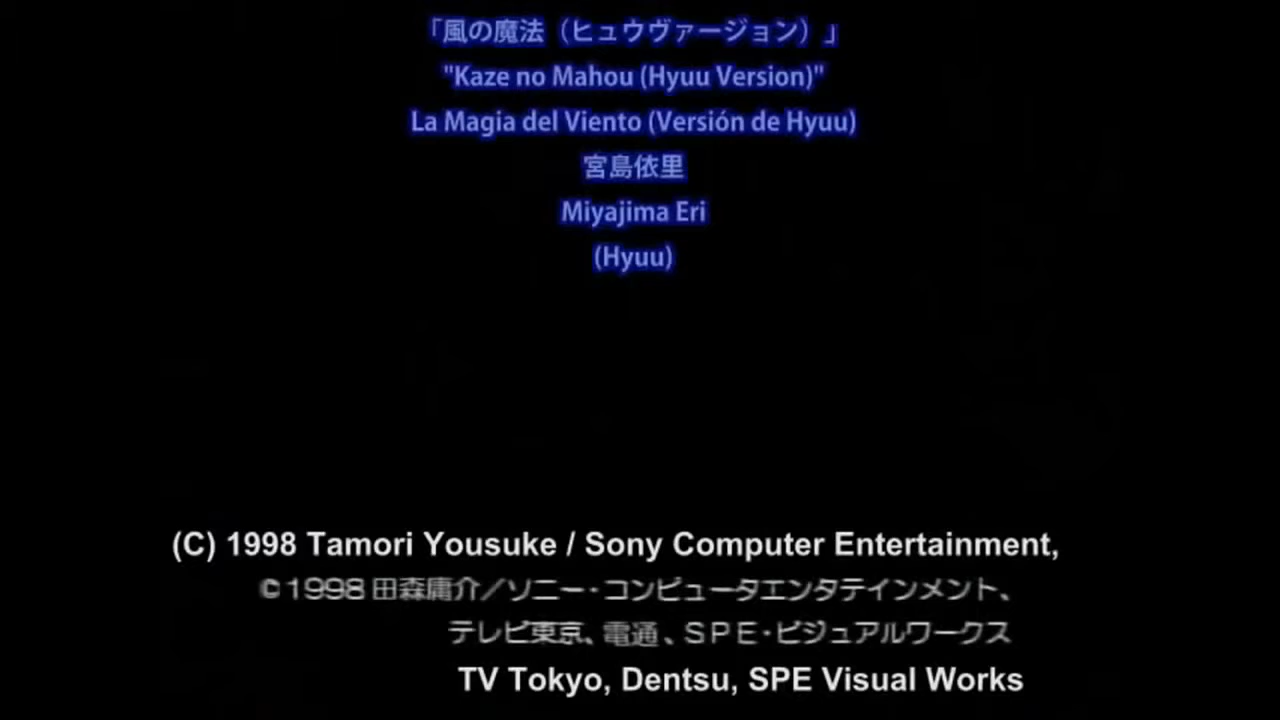 「風の魔法（ヒュウヴァージョン）」
"Kaze no Mahou (Hyuu Version)"
La Magia del Viento (Versión de Hyuu)
宮島依里
Miyajima Eri
(Hyuu)
(C) 1998 Tamori Yousuke / Sony Computer Entertainment,
©1998 田森庸介／ソニー・コンピュータエンタテインメント、
テレビ東京、電通、ＳＰＥ・ビジュアルワークス
TV Tokyo, Dentsu, SPE Visual Works